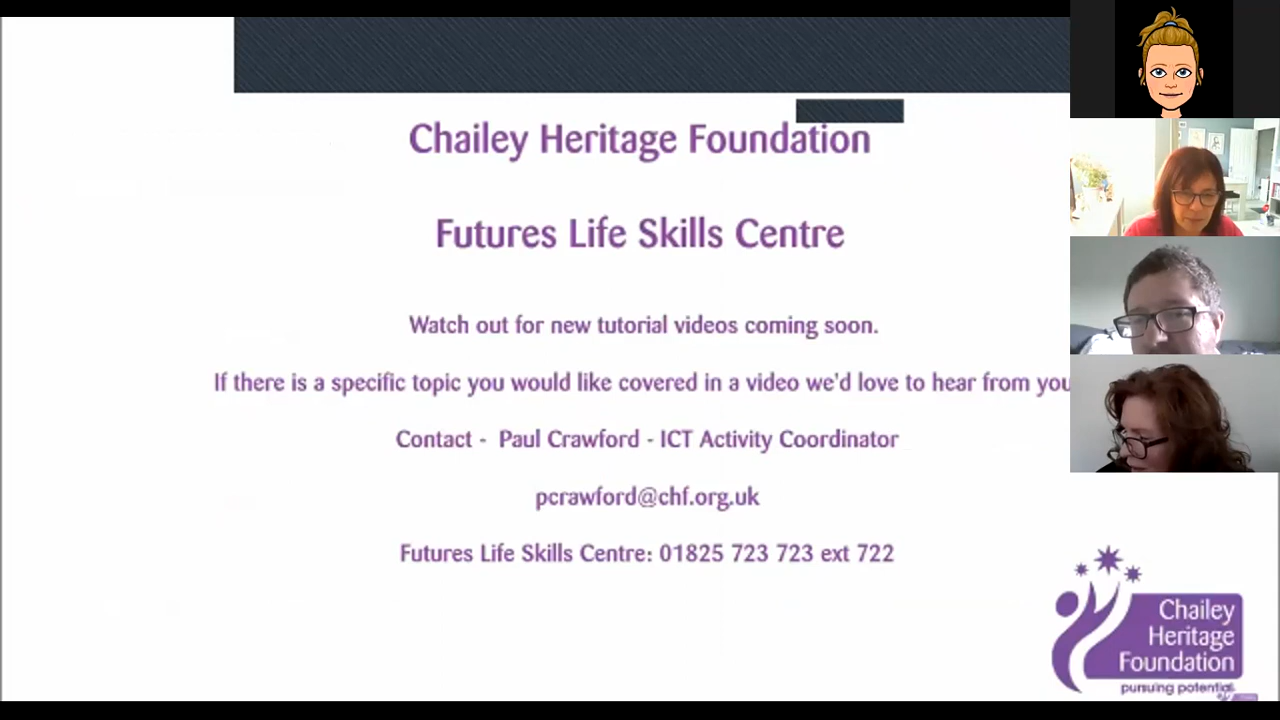 Chailey Heritage Foundation
Futures Life Skills Centre
Watch out for new tutorial videos coming soon.
If there is a specific topic you would like covered in a video we'd love to hear from you
Contact - Paul Crawford - ICT Activity Coordinator
pcrawford@chf.org.uk
Futures Life Skills Centre: 01825 723 723 ext 722
Chailey
Heritage
Foundation
pursuing potential